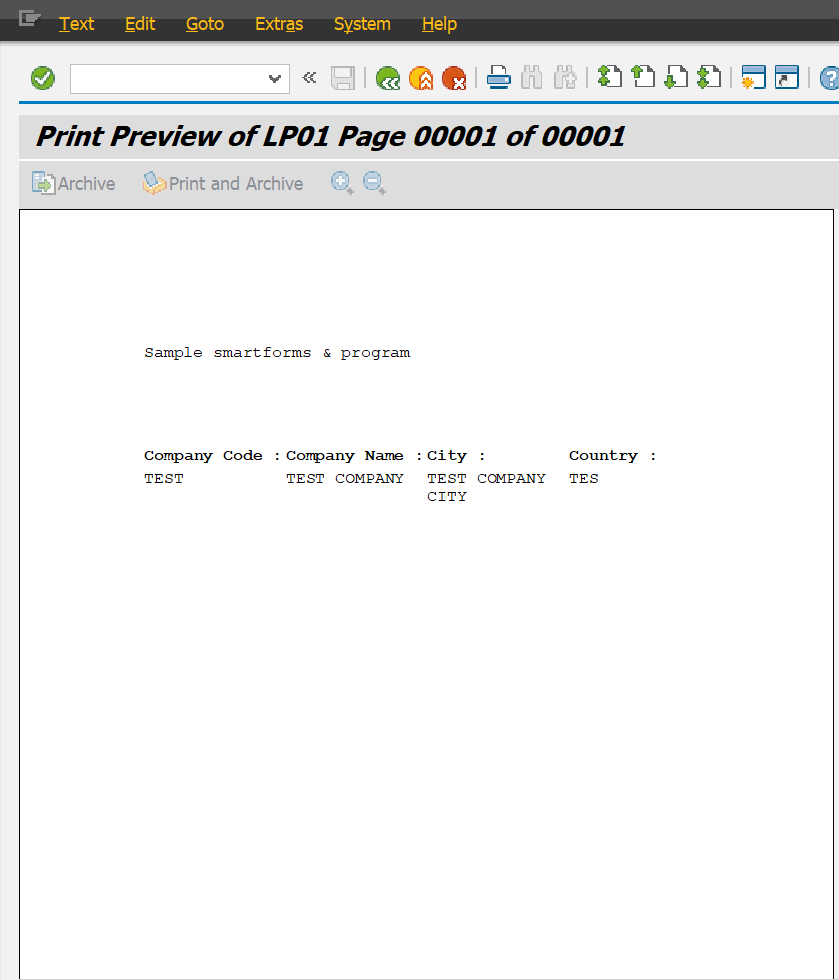 Text Edit Goto Extras System Help
Print Preview of LP01 Page 00001 of 00001
Archive Print and Archive
Sample smartforms & program
Company Code : Company Name : City : Country :
TEST TEST COMPANY TEST COMPANY TES
CITY